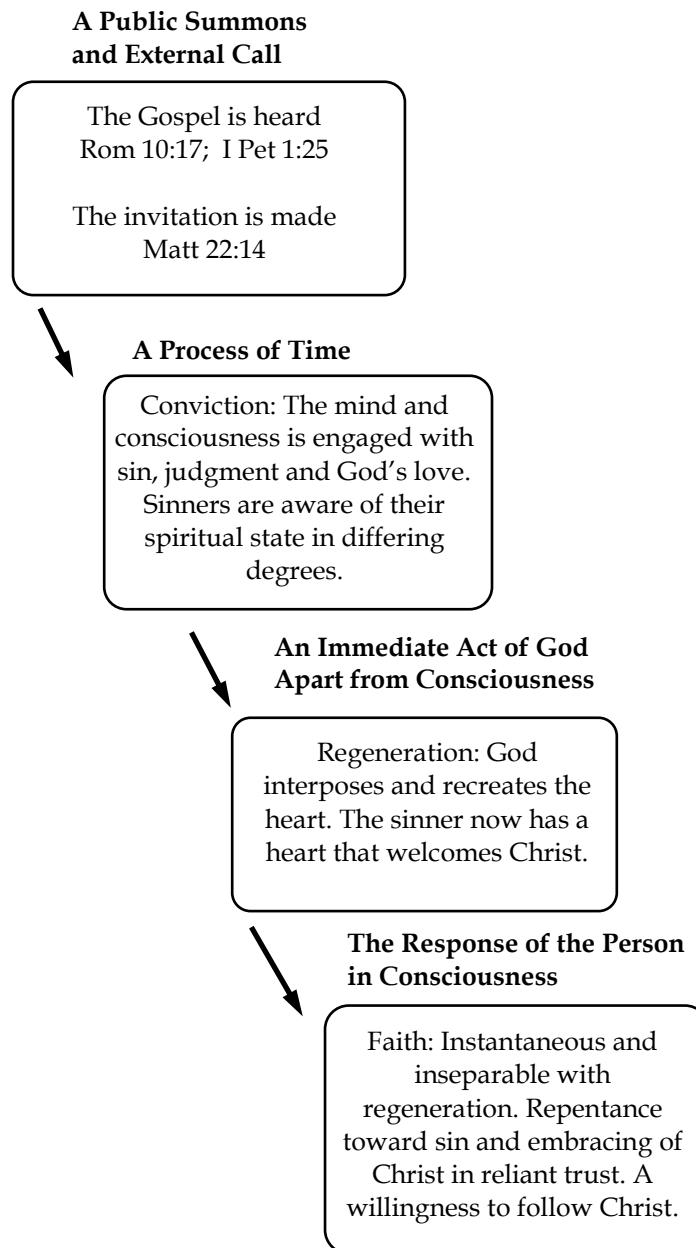 A Public Summons
and External Call
The Gospel is heard
Rom 10:17;  I Pet 1:25
The invitation is made
Matt 22:14
A Process of Time
Conviction: The mind and
consciousness is engaged with
sin, judgment and God’s love.
Sinners are aware of their
spiritual state in differing
degrees.
An Immediate Act of God
Apart from Consciousness
Regeneration: God
interposes and recreates the
heart. The sinner now has a
heart that welcomes Christ.
The Response of the Person
in Consciousness
Faith: Instantaneous and
inseparable with
regeneration. Repentance
toward sin and embracing of
Christ in reliant trust. A
willingness to follow Christ.